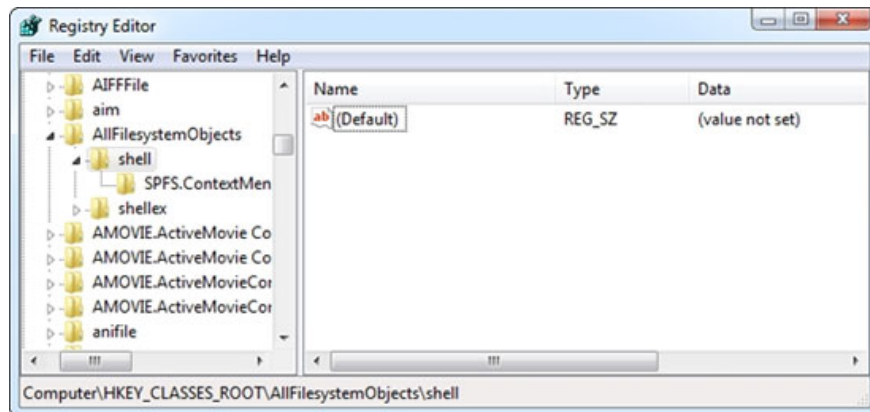 Registry Editor
File Edit View Favorites Help
AIFFFile
aim
AllFilesystemObjects
shell
SPFS.ContextMen
shellex
AMOVIE.ActiveMovie Co
AMOVIE.ActiveMovie Co
AMOVIE.ActiveMovieCor
AMOVIE.ActiveMovieCor
anifile
Name Type Data
ab (Default) REG_SZ (value not set)
Computer\HKEY_CLASSES_ROOT\AllFilesystemObjects\shell